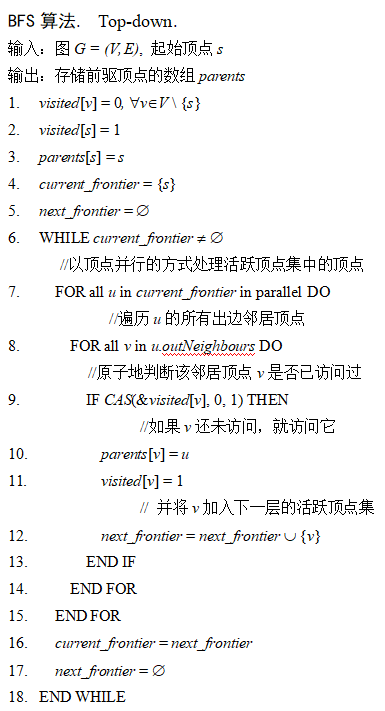 BFS 算法. Top-down.
输入：图 G = (V, E), 起始顶点 s
输出：存储前驱顶点的数组 parents
1. visited[v] = 0, ∀v∈V \ {s}
2. visited[s] = 1
3. parents[s] = s
4. current_frontier = {s}
5. next_frontier = ∅
6. WHILE current_frontier ≠ ∅
//以顶点并行的方式处理活跃顶点集中的顶点
7. FOR all u in current_frontier in parallel DO
//遍历 u 的所有出边邻居顶点
8. FOR all v in u.outNeighbours DO
//原子地判断该邻居顶点 v 是否已访问过
9. IF CAS(&visited[v], 0, 1) THEN
//如果 v 还未访问，就访问它
10. parents[v] = u
11. visited[v] = 1
// 并将 v 加入下一层的活跃顶点集
12. next_frontier = next_frontier ∪ {v}
13. END IF
14. END FOR
15. END FOR
16. current_frontier = next_frontier
17. next_frontier = ∅
18. END WHILE